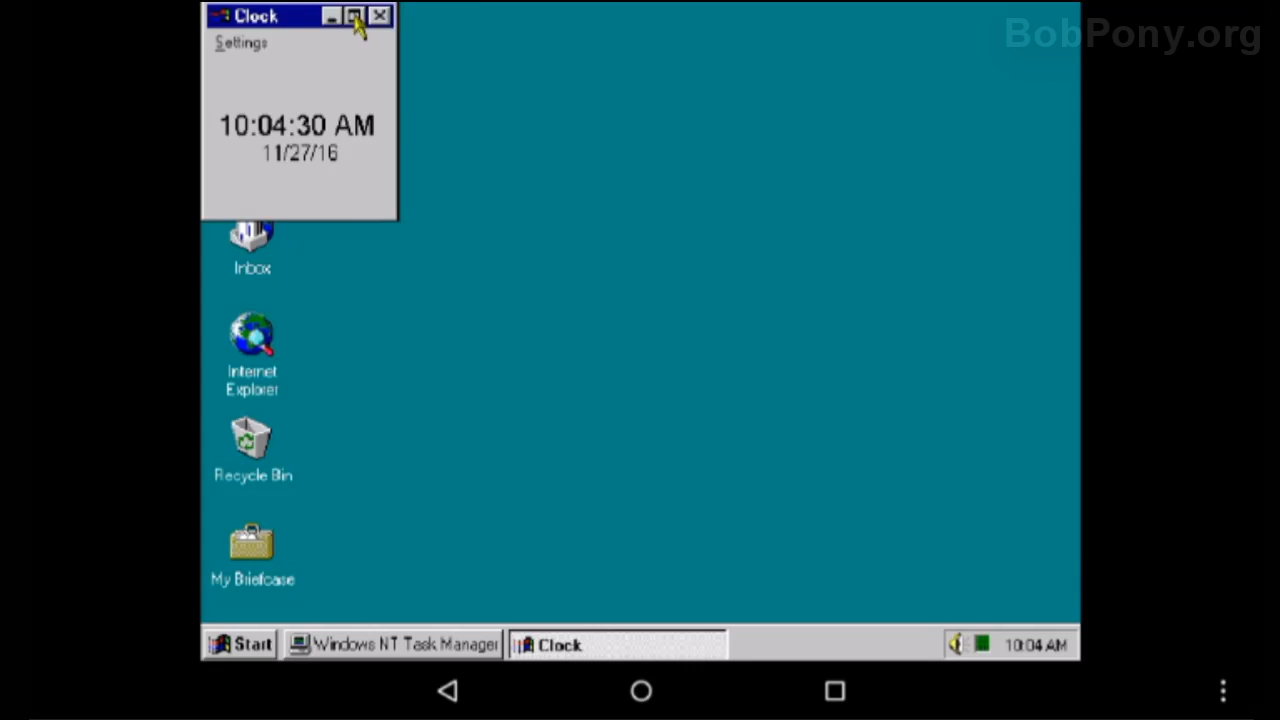 Clock
BobPony.org
Settings
10:04:30 AM
11/27/16
Inbox
Internet
Explorer
Recycle Bin
My Briefcase
Start
Windows NT Task Manager
Clock
10:04 AM